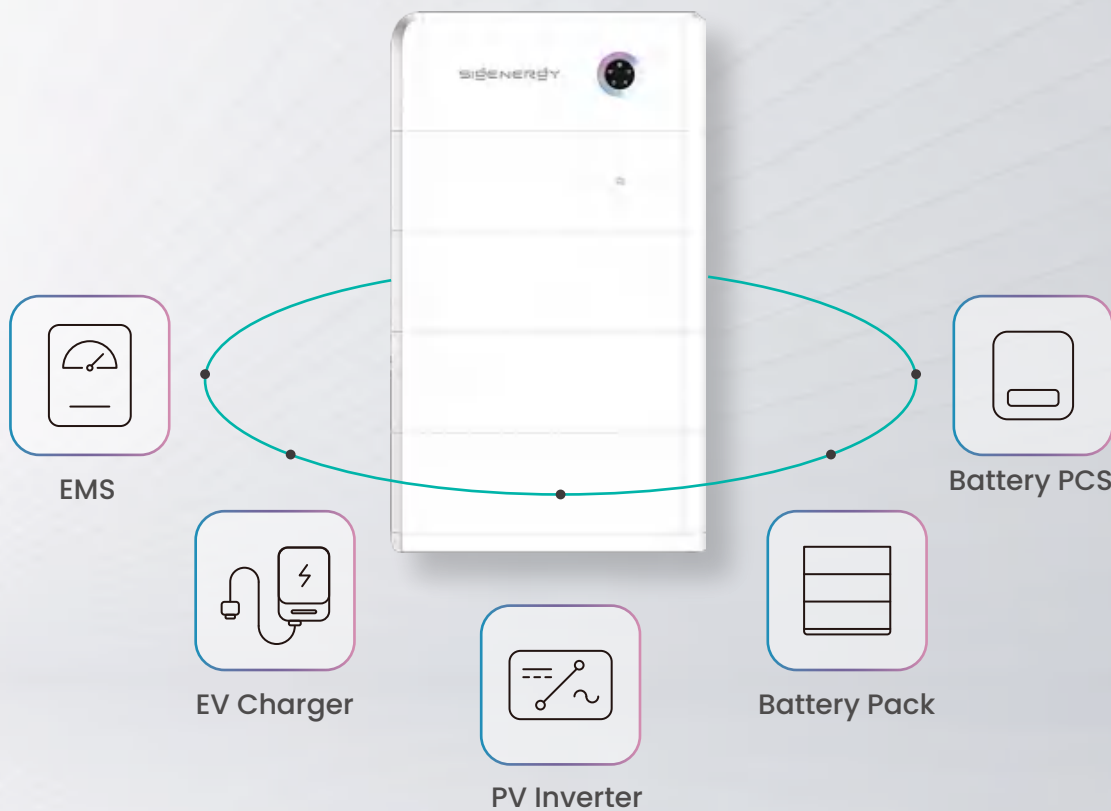 SIGENERGY
EMS
Battery PCS
EV Charger
Battery Pack
PV Inverter